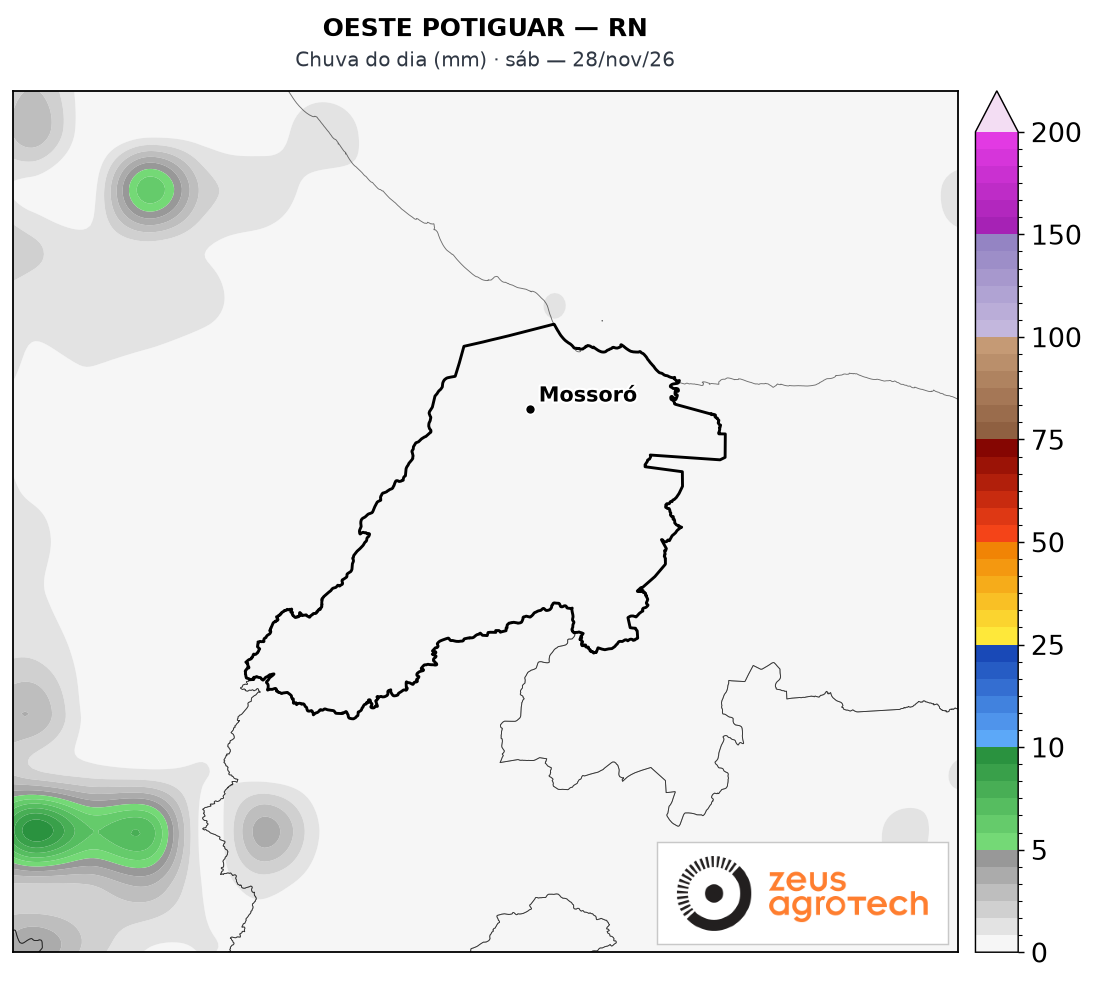 OESTE POTIGUAR — RN
Chuva do dia (mm) · sáb — 28/nov/26
200
150
100
75
50
25
10
5
0
Mossoró
zeus
agrotech